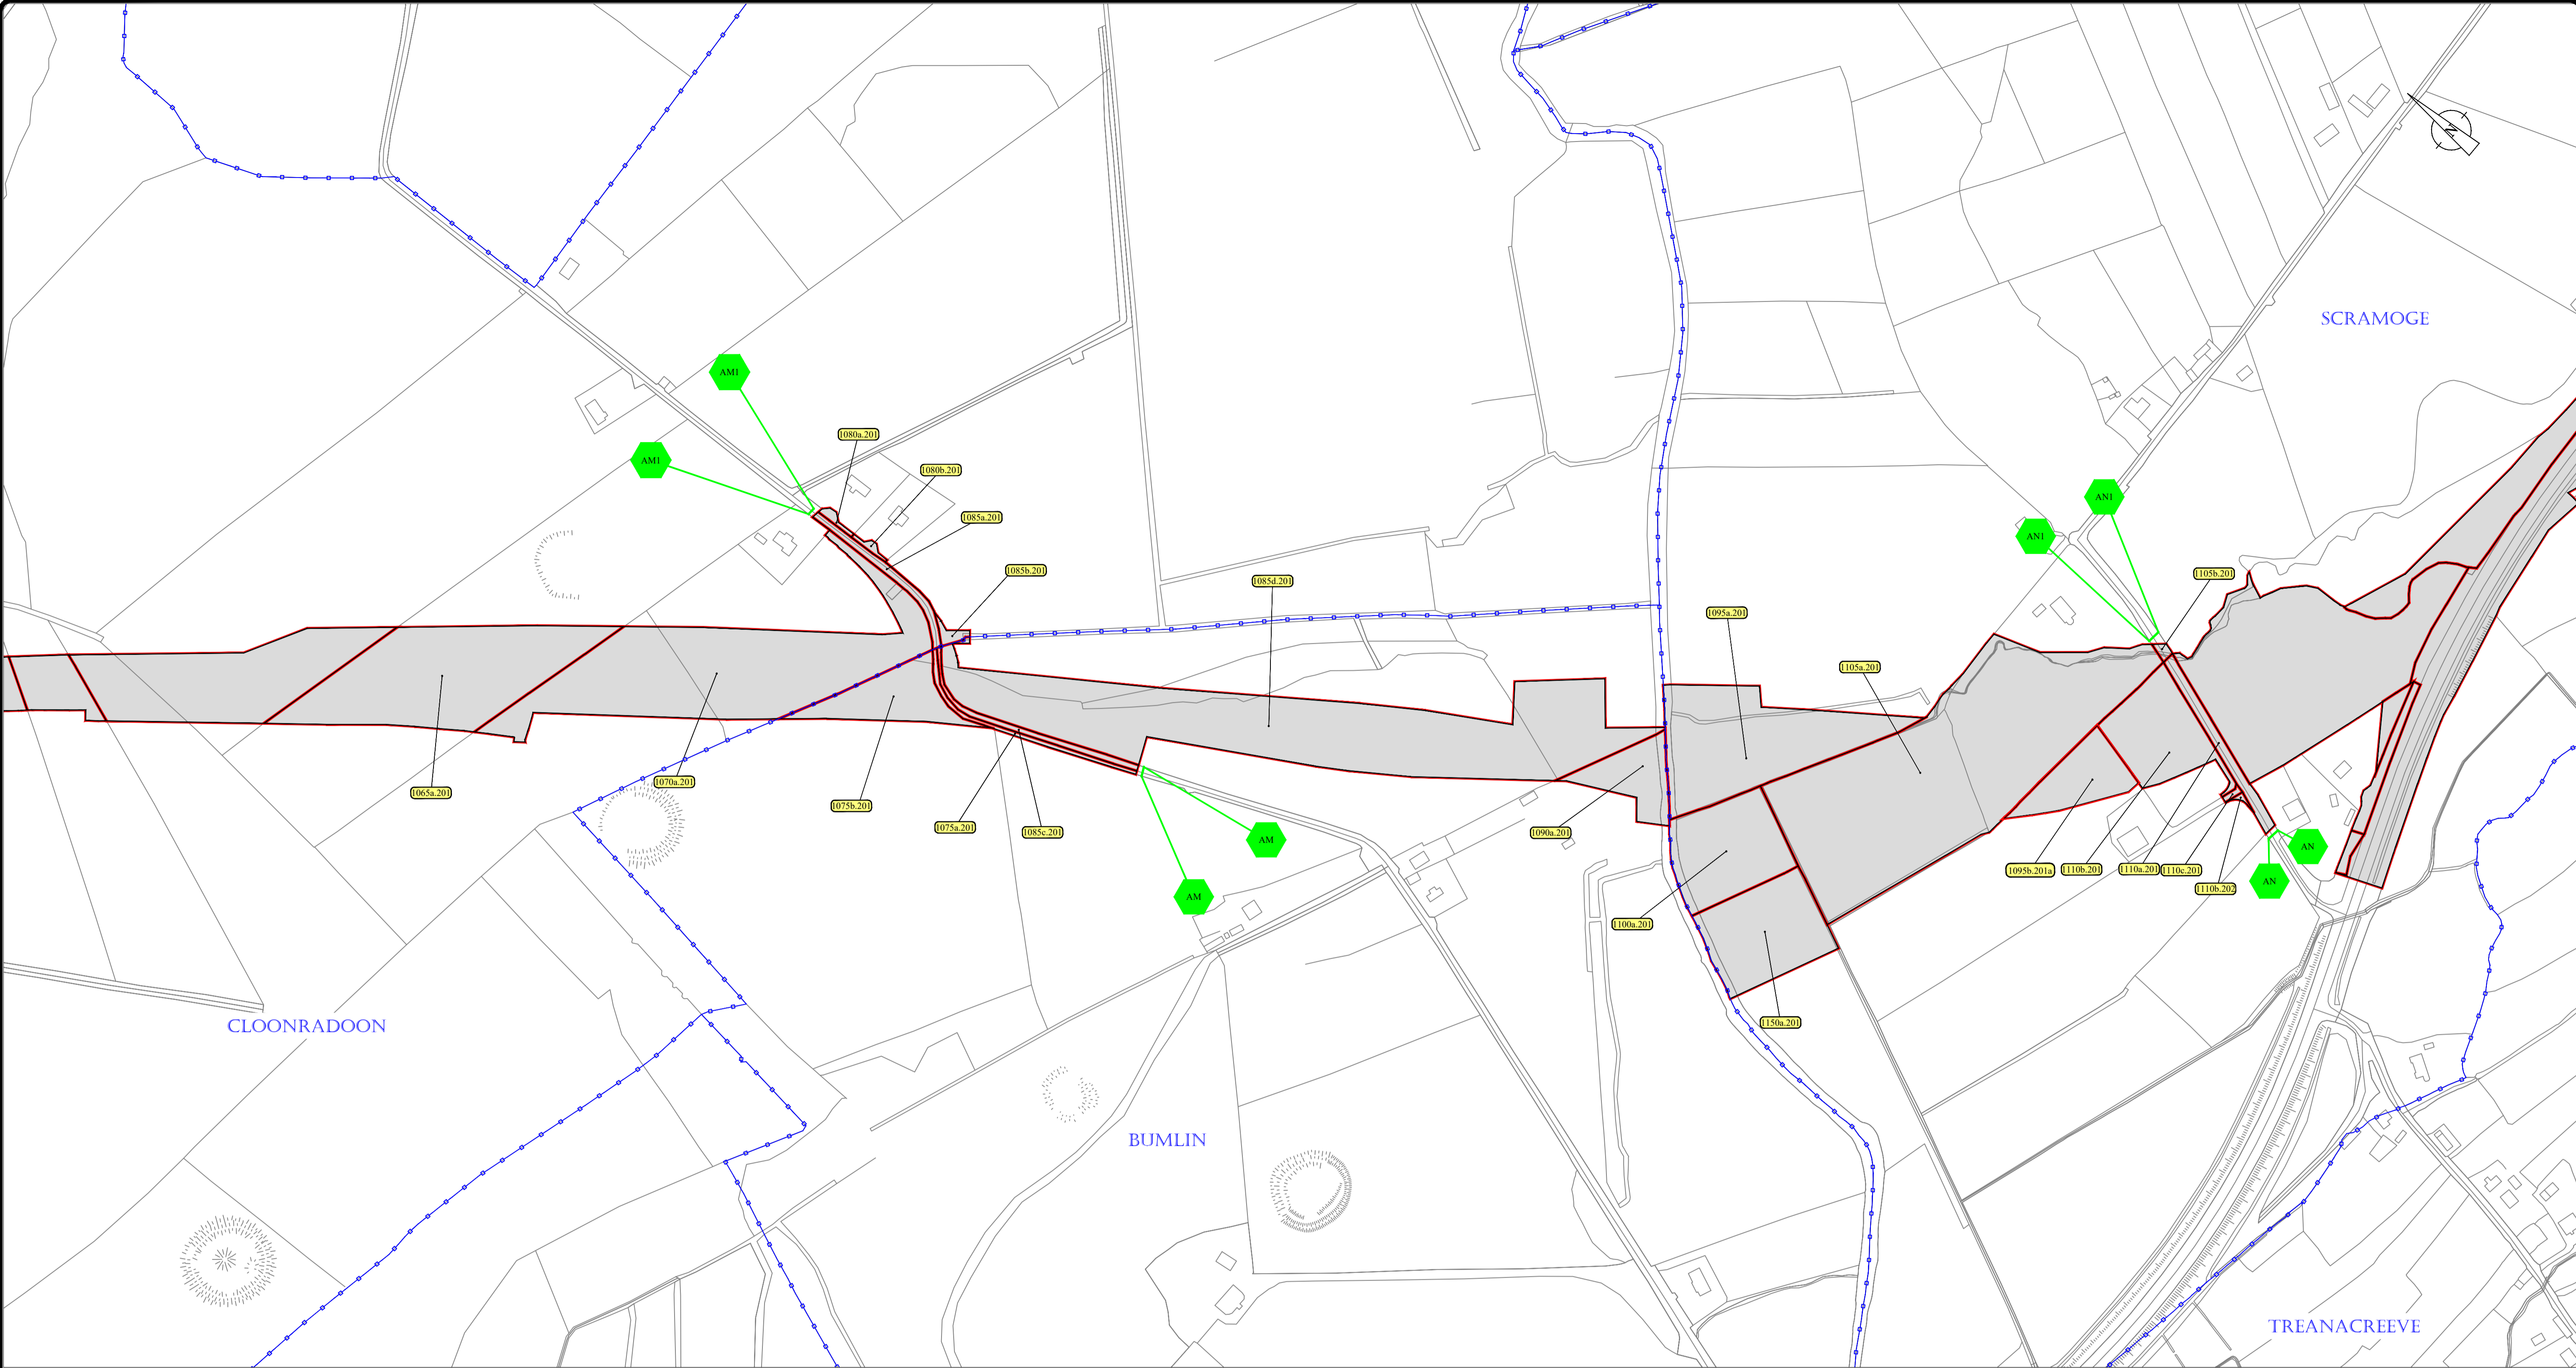 N
SCRAMOGE
AM1
AM1
1080a.201
1080b.201
1085a.201
AN1
AN1
1085b.201
1085d.201
1105b.201
1095a.201
1105a.201
1065a.201
1070a.201
1075b.201
1075a.201
1085c.201
AM
1090a.201
AM
AN
1095b.201a
1110b.201
1110a.201
1110c.201
AN
1110b.202
1100a.201
1150a.201
CLOONRADOON
BUMLIN
TREANACREEVE